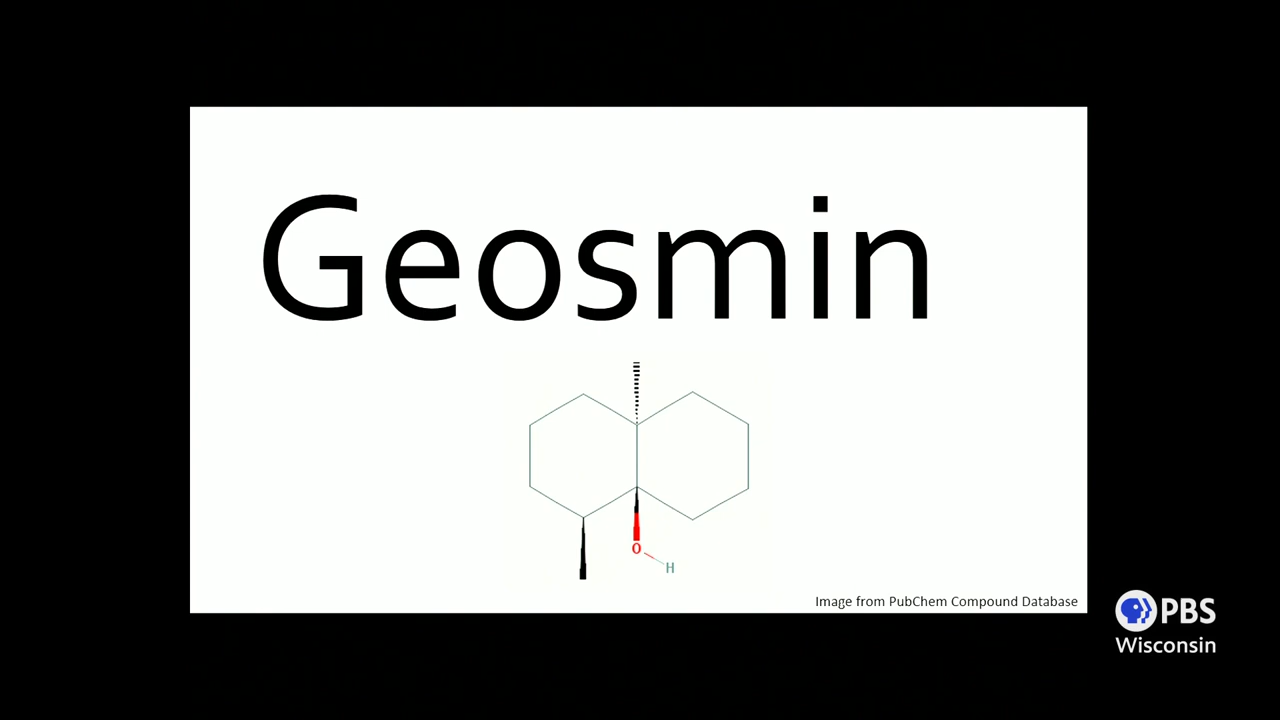 Geosmin
O
H
Image from PubChem Compound Database
PBS
Wisconsin